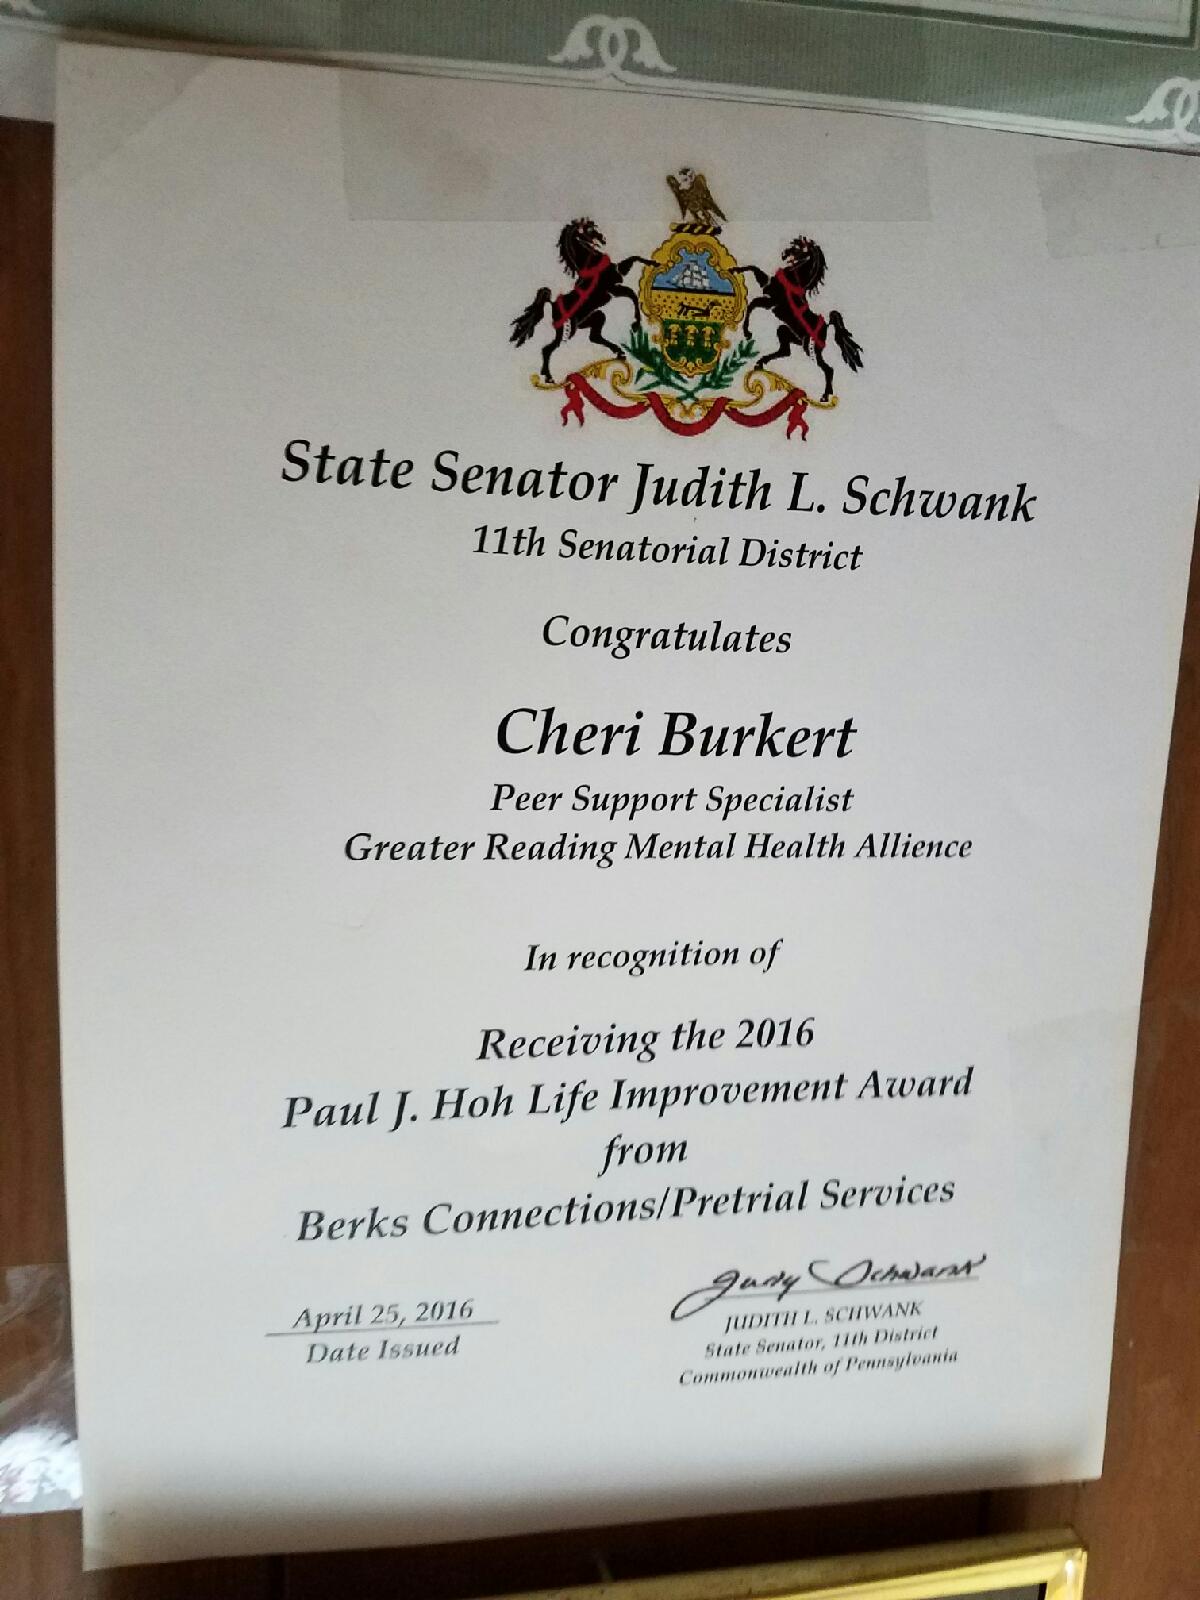 State Senator Judith L. Schwank
11th Senatorial District
Congratulates
Cheri Burkert
Peer Support Specialist
Greater Reading Mental Health Allience
In recognition of
Receiving the 2016
Paul J. Hoh Life Improvement Award
from
Berks Connections/Pretrial Services
April 25, 2016
Date Issued
Judy Schwank
JUDITH L. SCHWANK
State Senator, 11th District
Commonwealth of Pennsylvania